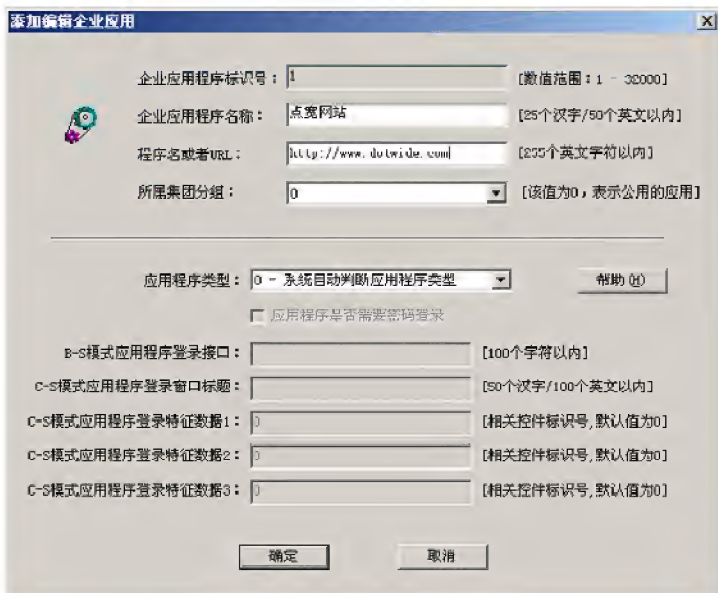 添加编辑企业应用
企业应用程序标识号： 1 [数值范围：1 - 32000]
企业应用程序名称： 点宽网站 [25个汉字/50个英文以内]
程序名或者URL： http://www.dotwide.com [255个英文字符以内]
所属集团分组： 0 [该值为0，表示公用的应用]
应用程序类型： 0 - 系统自动判断应用程序类型 帮助(H)
应用程序是否需要密码登录
B-S模式应用程序登录接口： [100个字符以内]
C-S模式应用程序登录窗口标题： [50个汉字/100个英文以内]
C-S模式应用程序登录特征数据1： 0 [相关控件标识号,默认值为0]
C-S模式应用程序登录特征数据2： 0 [相关控件标识号,默认值为0]
C-S模式应用程序登录特征数据3： 0 [相关控件标识号,默认值为0]
确定 取消